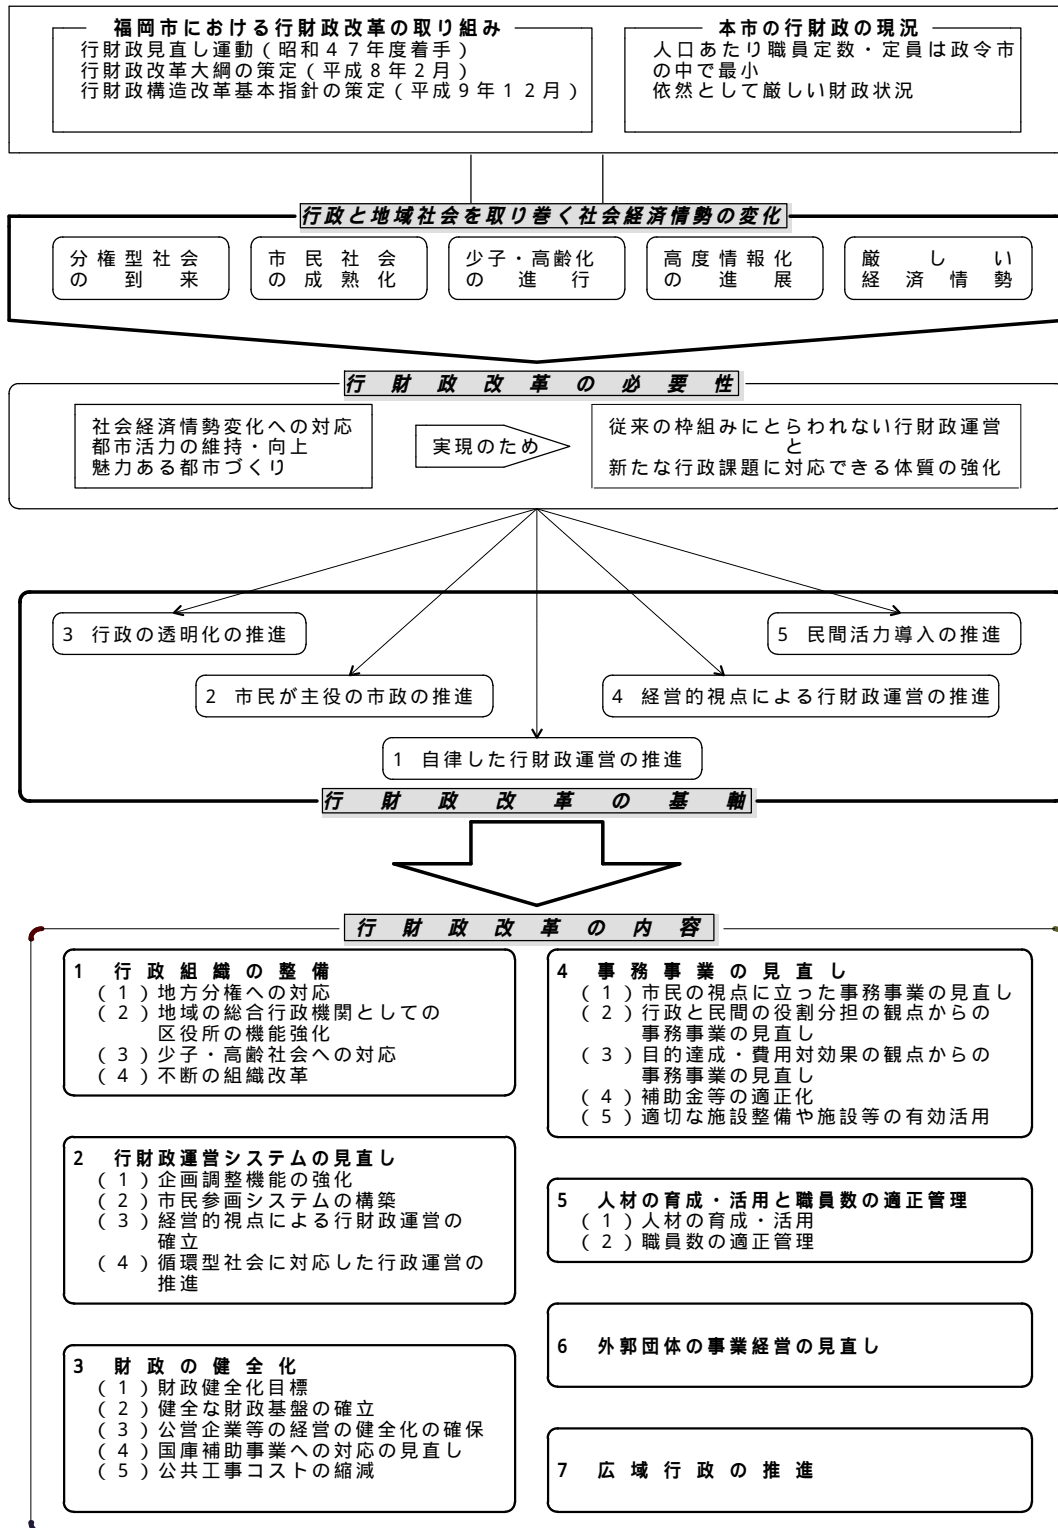 福岡市における行財政改革の取り組み
行財政見直し運動(昭和47年度着手)
行財政改革大綱の策定(平成8年2月)
行財政構造改革基本指針の策定(平成9年12月)
本市の行財政の現況
人口あたり職員定数・定員は政令市
の中で最小
依然として厳しい財政状況
行政と地域社会を取り巻く社会経済情勢の変化
分権型社会
の到来
市民社会
の成熟化
少子・高齢化
の進行
高度情報化
の進展
厳しい
経済情勢
行財政改革の必要性
社会経済情勢変化への対応
都市活力の維持・向上
魅力ある都市づくり
実現のため
従来の枠組みにとらわれない行財政運営
と
新たな行政課題に対応できる体質の強化
3 行政の透明化の推進
5 民間活力導入の推進
2 市民が主役の市政の推進
4 経営的視点による行財政運営の推進
1 自律した行財政運営の推進
行財政改革の基軸
行財政改革の内容
1 行政組織の整備
(1)地方分権への対応
(2)地域の総合行政機関としての
区役所の機能強化
(3)少子・高齢社会への対応
(4)不断の組織改革
2 行財政運営システムの見直し
(1)企画調整機能の強化
(2)市民参画システムの構築
(3)経営的視点による行財政運営の
確立
(4)循環型社会に対応した行政運営の
推進
3 財政の健全化
(1)財政健全化目標
(2)健全な財政基盤の確立
(3)公営企業等の経営の健全化の確保
(4)国庫補助事業への対応の見直し
(5)公共工事コストの縮減
4 事務事業の見直し
(1)市民の視点に立った事務事業の見直し
(2)行政と民間の役割分担の観点からの
事務事業の見直し
(3)目的達成・費用対効果の観点からの
事務事業の見直し
(4)補助金等の適正化
(5)適切な施設整備や施設等の有効活用
5 人材の育成・活用と職員数の適正管理
(1)人材の育成・活用
(2)職員数の適正管理
6 外郭団体の事業経営の見直し
7 広域行政の推進